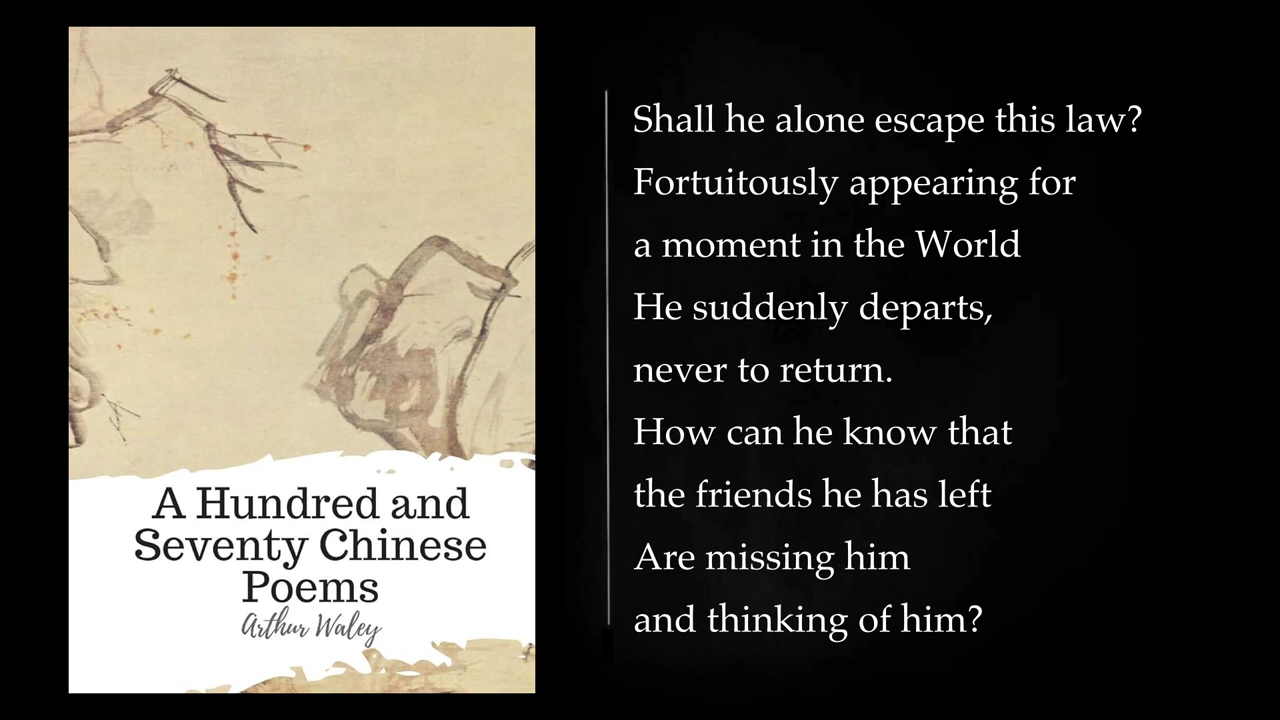 A Hundred and
Seventy Chinese
Poems
Arthur Waley
Shall he alone escape this law?
Fortuitously appearing for
a moment in the World
He suddenly departs,
never to return.
How can he know that
the friends he has left
Are missing him
and thinking of him?